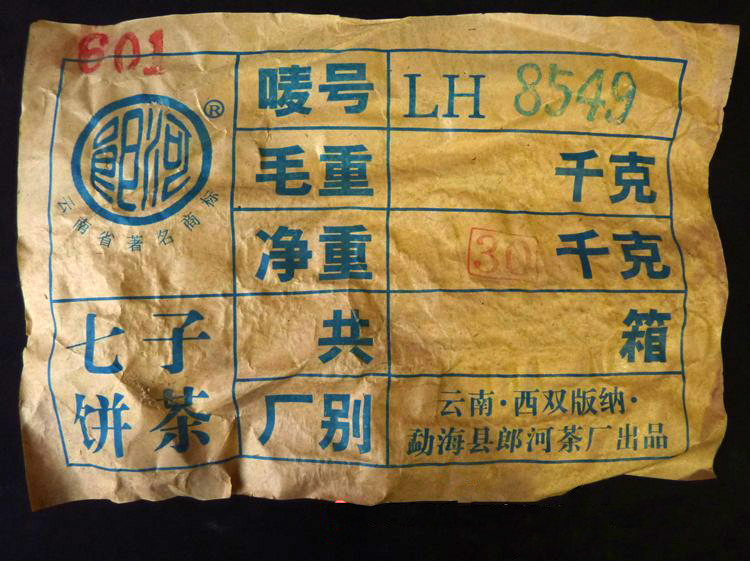 601
郎河
®
云南省著名商标
唛号 LH 8549
毛重 千克
净重 30 千克
七子 共 箱
饼茶 厂别 云南·西双版纳·
勐海县郎河茶厂出品